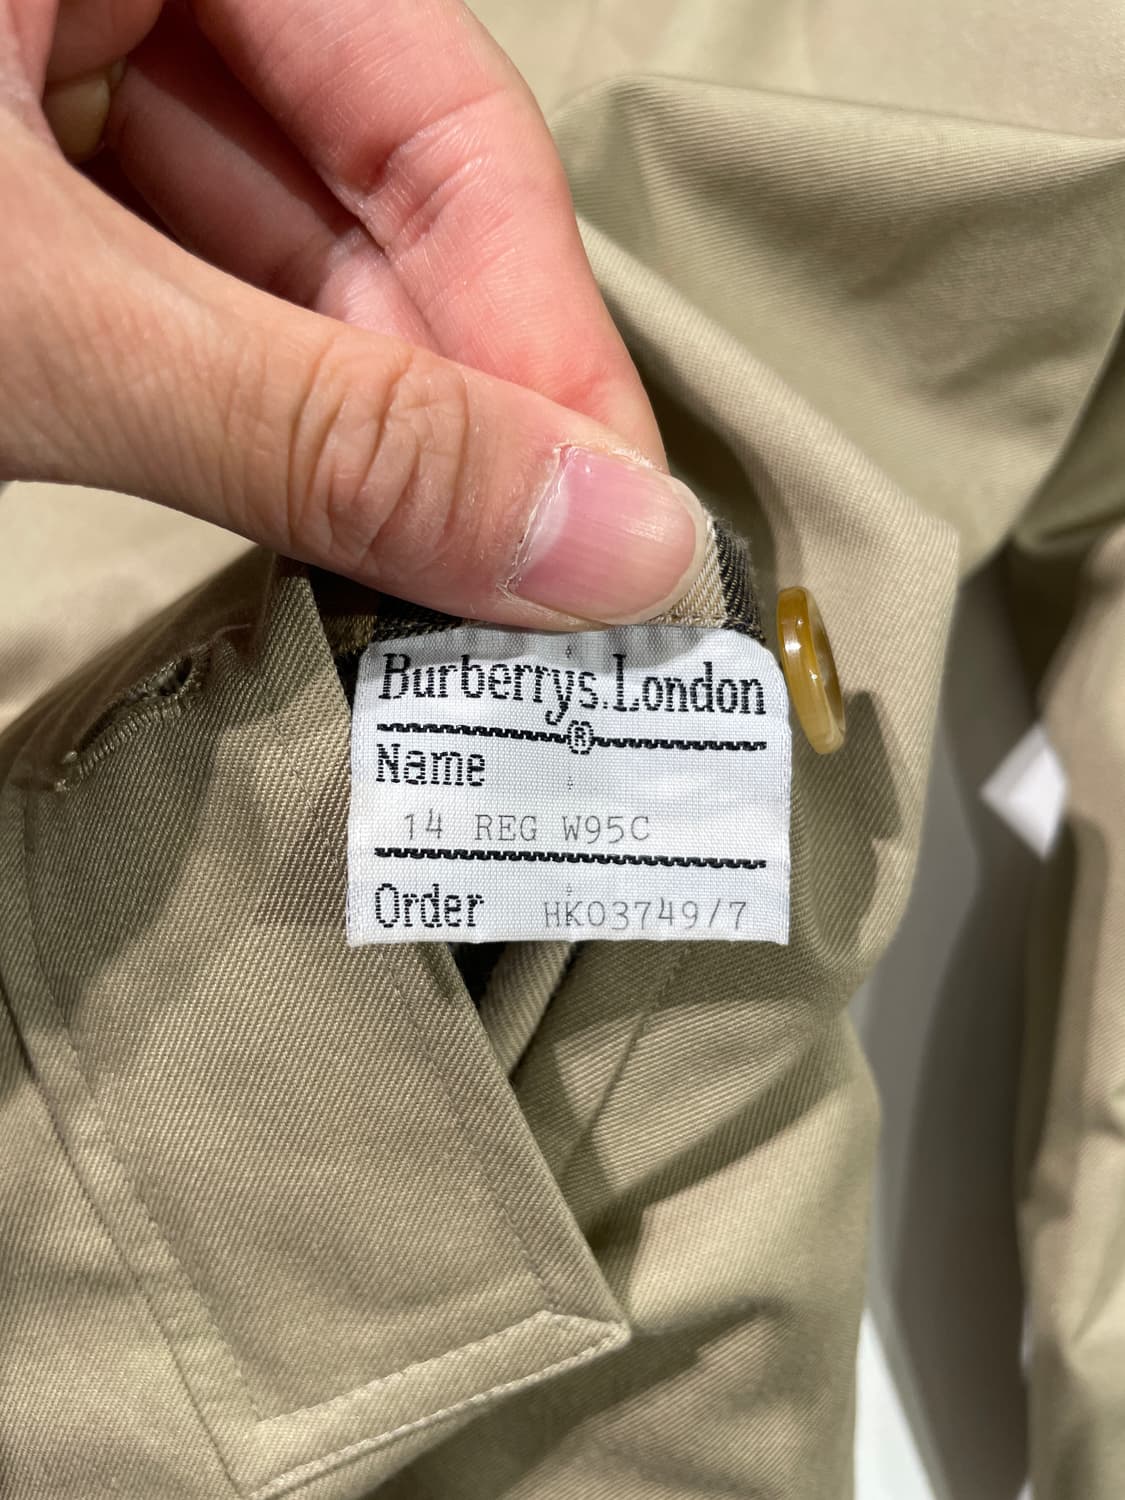 Burberrys.London
®
Name
14 REG W95C
Order HK03749/7